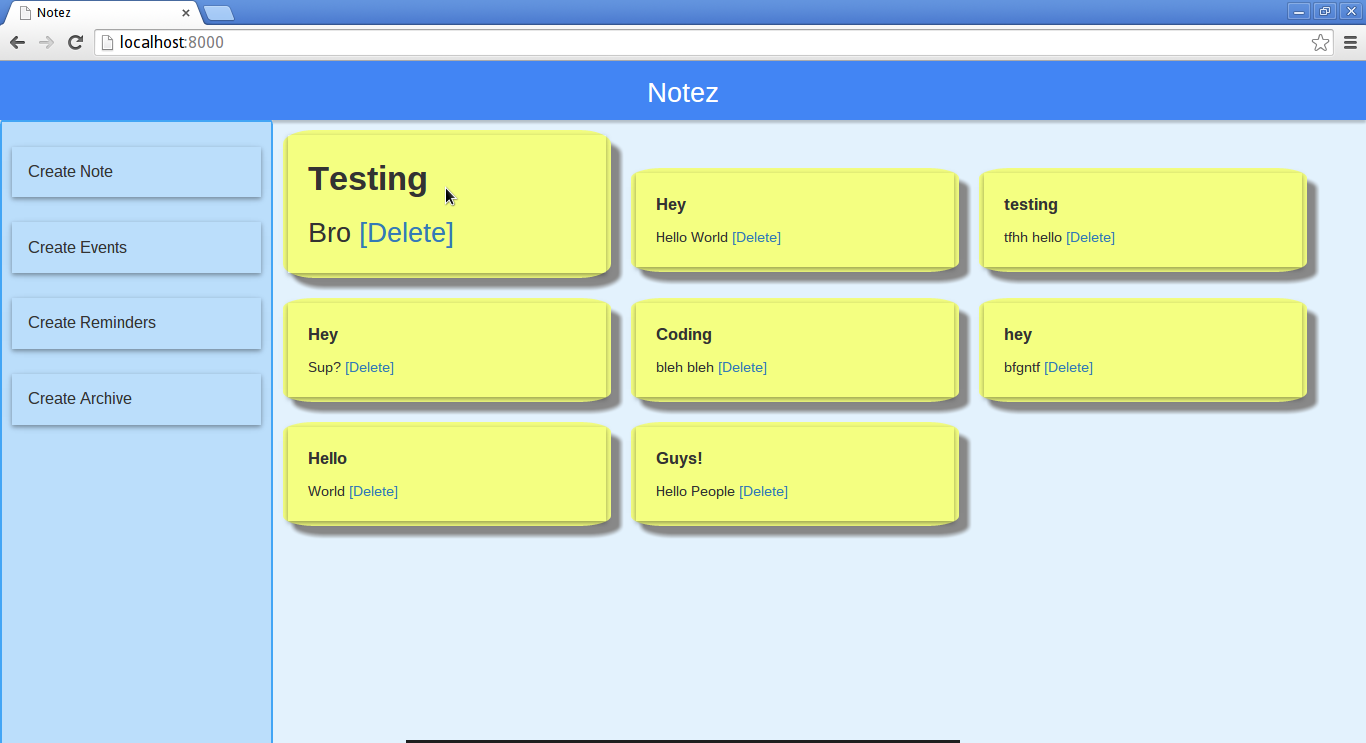 Notez
localhost:8000
Notez
Create Note
Create Events
Create Reminders
Create Archive
Testing
Bro [Delete]
Hey
Hello World [Delete]
testing
tfhh hello [Delete]
Hey
Sup? [Delete]
Coding
bleh bleh [Delete]
hey
bfgntf [Delete]
Hello
World [Delete]
Guys!
Hello People [Delete]